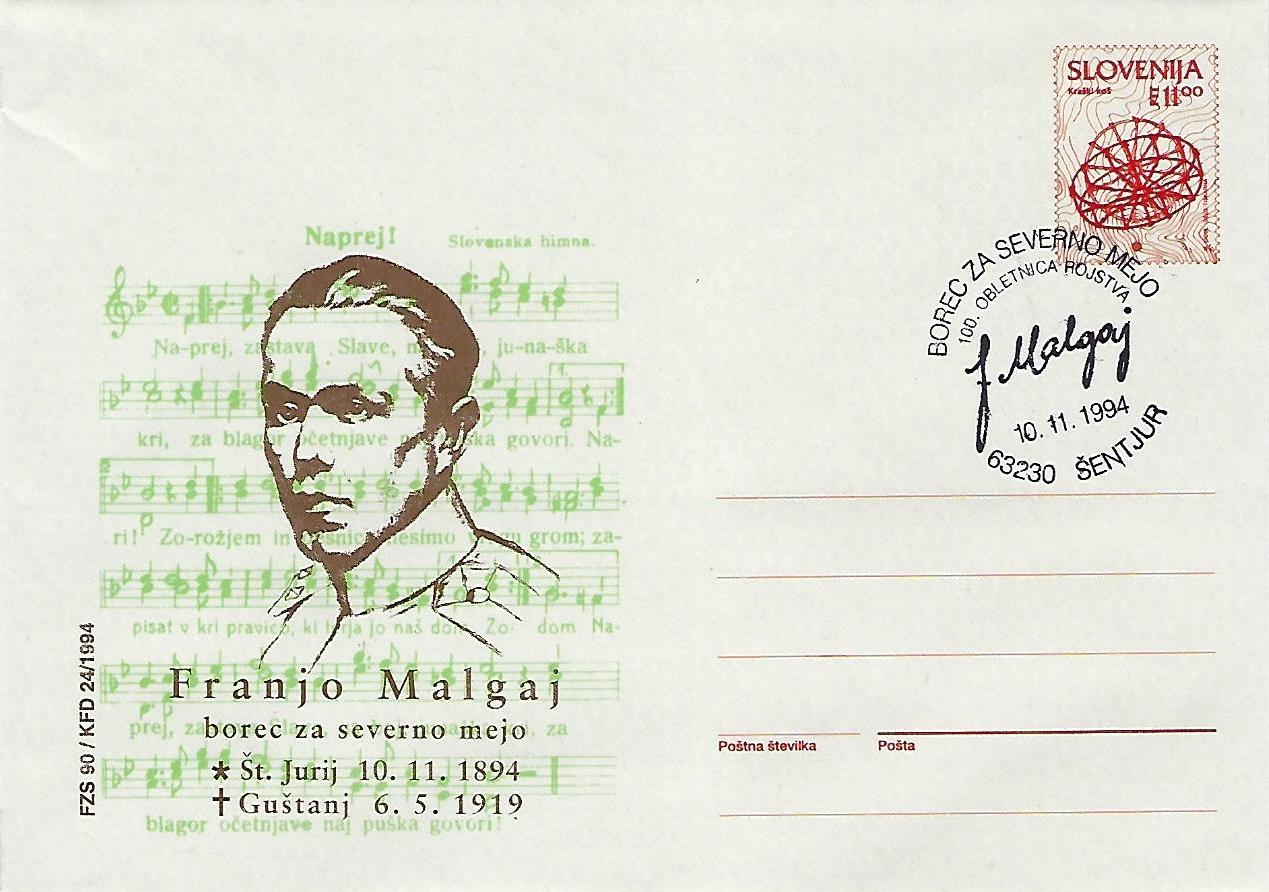 SLOVENIJA
Kraški koš
11.00
BOREC ZA SEVERNO MEJO
100. OBLETNICA ROJSTVA
f Malgaj
10.11.1994
63230 ŠENTJUR
Naprej!
Slovenska himna.
Na-prej, zastava Slave, ju-na-ška
kri, za blagor očetnjave puška govori. Na-
ri! Zo-rožjem in nesimo grom; za-
pisat v kri pravico, ki jo naš dom. Zo- dom Na-
prej, za
blagor očetnjave naj puška govori!
Franjo Malgaj
borec za severno mejo
* Št. Jurij 10. 11. 1894
† Guštanj 6. 5. 1919
FZS 90 / KFD 24/1994
Poštna številka
Pošta